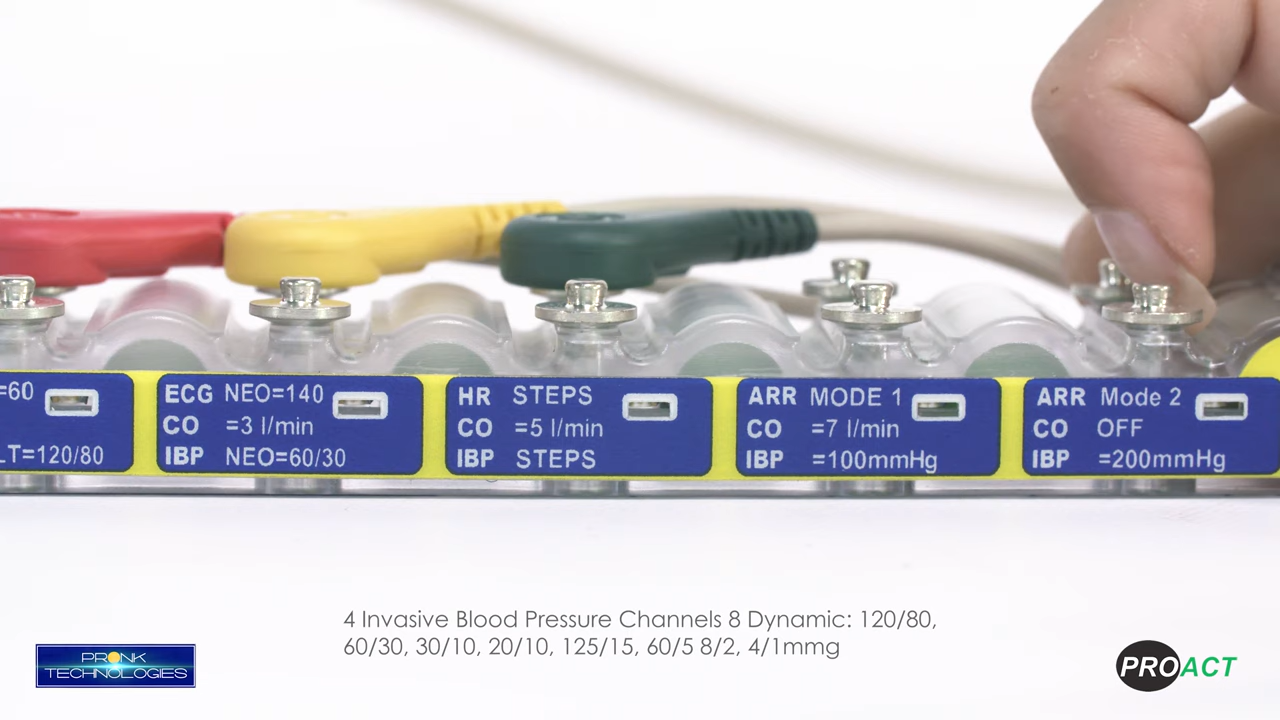 =60
LT=120/80
ECG NEO=140
CO =3 l/min
IBP NEO=60/30
HR STEPS
CO =5 l/min
IBP STEPS
ARR MODE 1
CO =7 l/min
IBP =100mmHg
ARR Mode 2
CO OFF
IBP =200mmHg
4 Invasive Blood Pressure Channels 8 Dynamic: 120/80,
60/30, 30/10, 20/10, 125/15, 60/5 8/2, 4/1mmg
PRONK
TECHNOLOGIES
PROACT